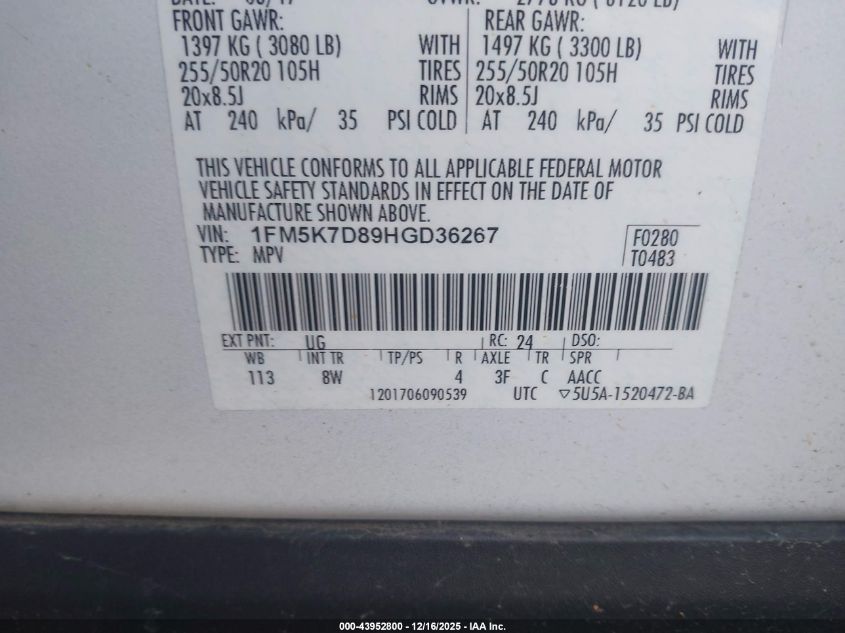 FRONT GAWR: REAR GAWR:
1397 KG ( 3080 LB) WITH 1497 KG ( 3300 LB) WITH
255/50R20 105H TIRES 255/50R20 105H TIRES
20x8.5J RIMS 20x8.5J RIMS
AT 240 kPa/ 35 PSI COLD AT 240 kPa/ 35 PSI COLD
THIS VEHICLE CONFORMS TO ALL APPLICABLE FEDERAL MOTOR
VEHICLE SAFETY STANDARDS IN EFFECT ON THE DATE OF
MANUFACTURE SHOWN ABOVE.
VIN: 1FM5K7D89HGD36267 F0280
TYPE: MPV T0483
EXT PNT: UG RC: 24 DSO:
WB INT TR TP/PS R AXLE TR SPR
113 8W 4 3F C AACC
1201706090539 UTC ▽5U5A-1520472-BA
000-43952800 - 12/16/2025 - IAA Inc.